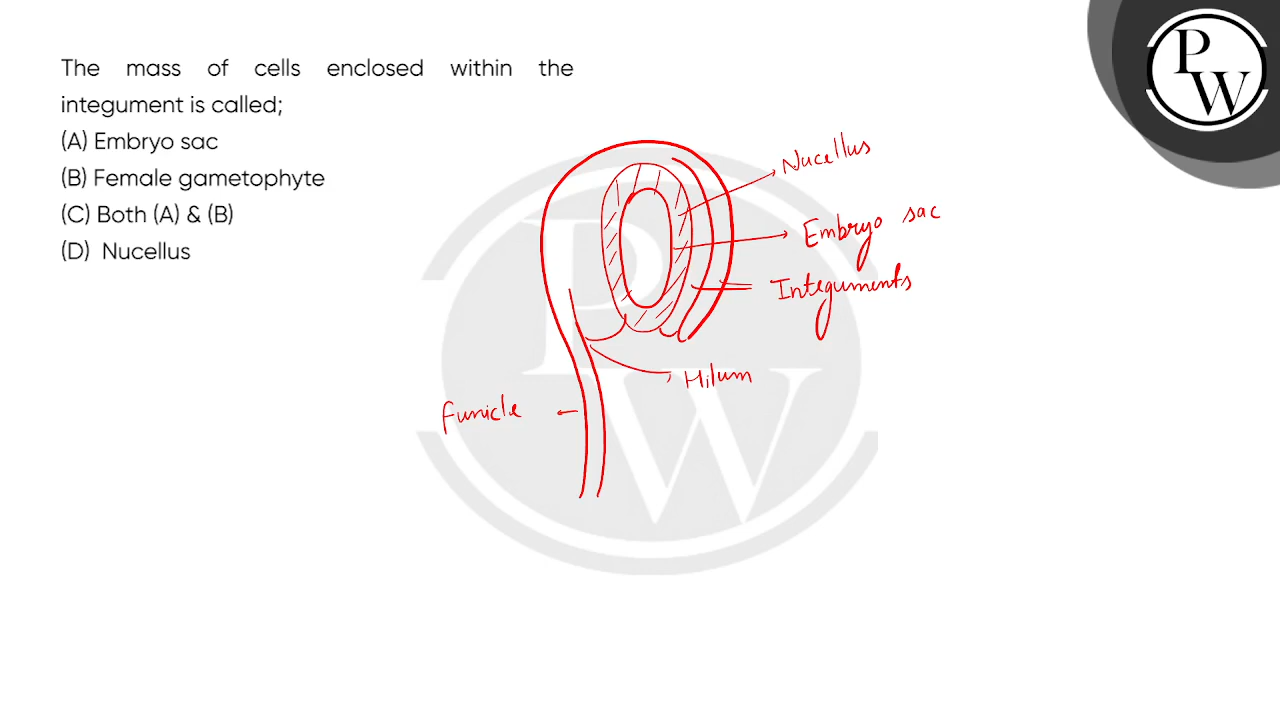 The mass of cells enclosed within the
integument is called;
(A) Embryo sac
(B) Female gametophyte
(C) Both (A) & (B)
(D) Nucellus
Nucellus
Embryo sac
Integuments
Hilum
Funicle
P
W
P
W